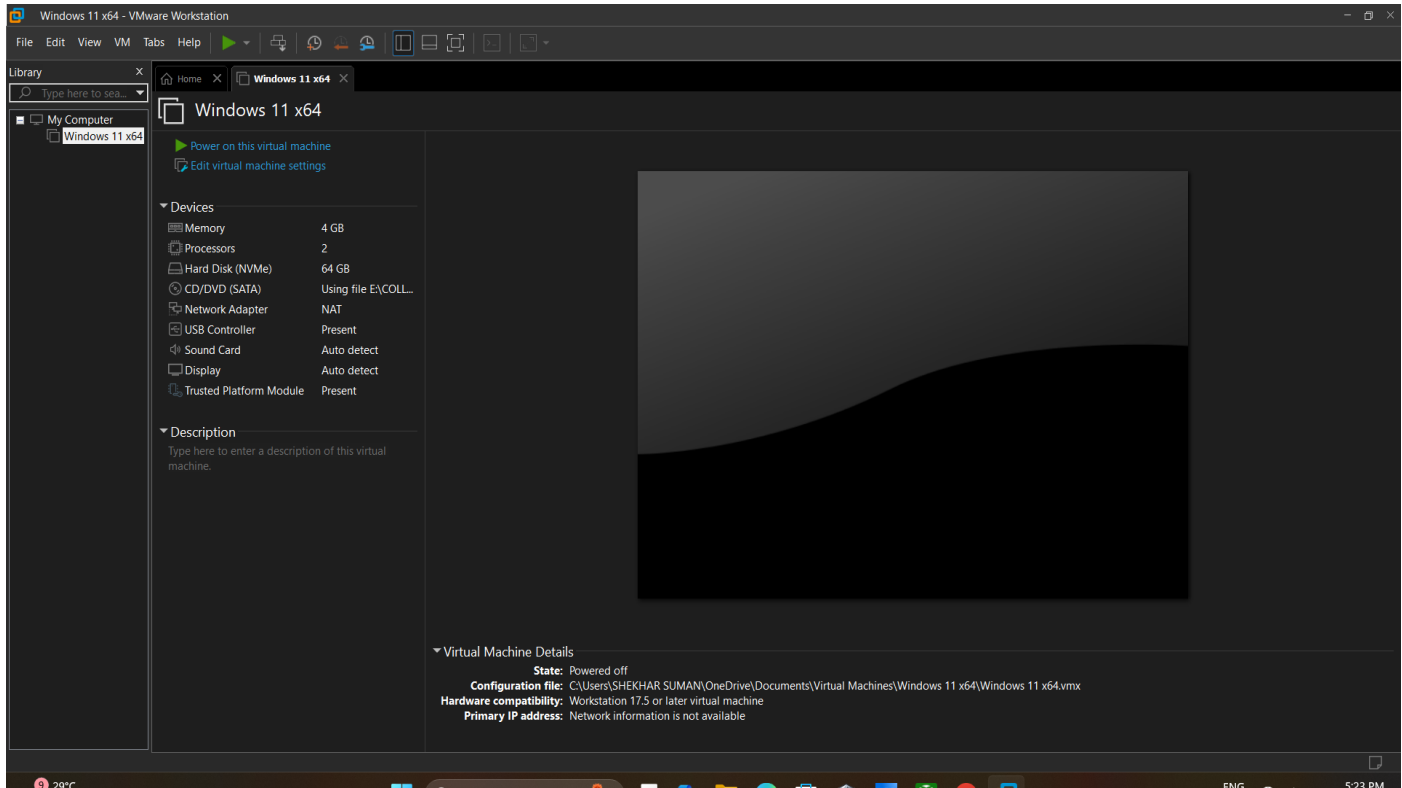 Windows 11 x64 - VMware Workstation
File Edit View VM Tabs Help
Library X
Type here to sea...
My Computer
Windows 11 x64
Home
Windows 11 x64
Windows 11 x64
Power on this virtual machine
Edit virtual machine settings
Devices
Memory 4 GB
Processors 2
Hard Disk (NVMe) 64 GB
CD/DVD (SATA) Using file E:\COLL...
Network Adapter NAT
USB Controller Present
Sound Card Auto detect
Display Auto detect
Trusted Platform Module Present
Description
Type here to enter a description of this virtual
machine.
Virtual Machine Details
State: Powered off
Configuration file: C:\Users\SHEKHAR SUMAN\OneDrive\Documents\Virtual Machines\Windows 11 x64\Windows 11 x64.vmx
Hardware compatibility: Workstation 17.5 or later virtual machine
Primary IP address: Network information is not available
9 29°C
ENG
5:23 PM